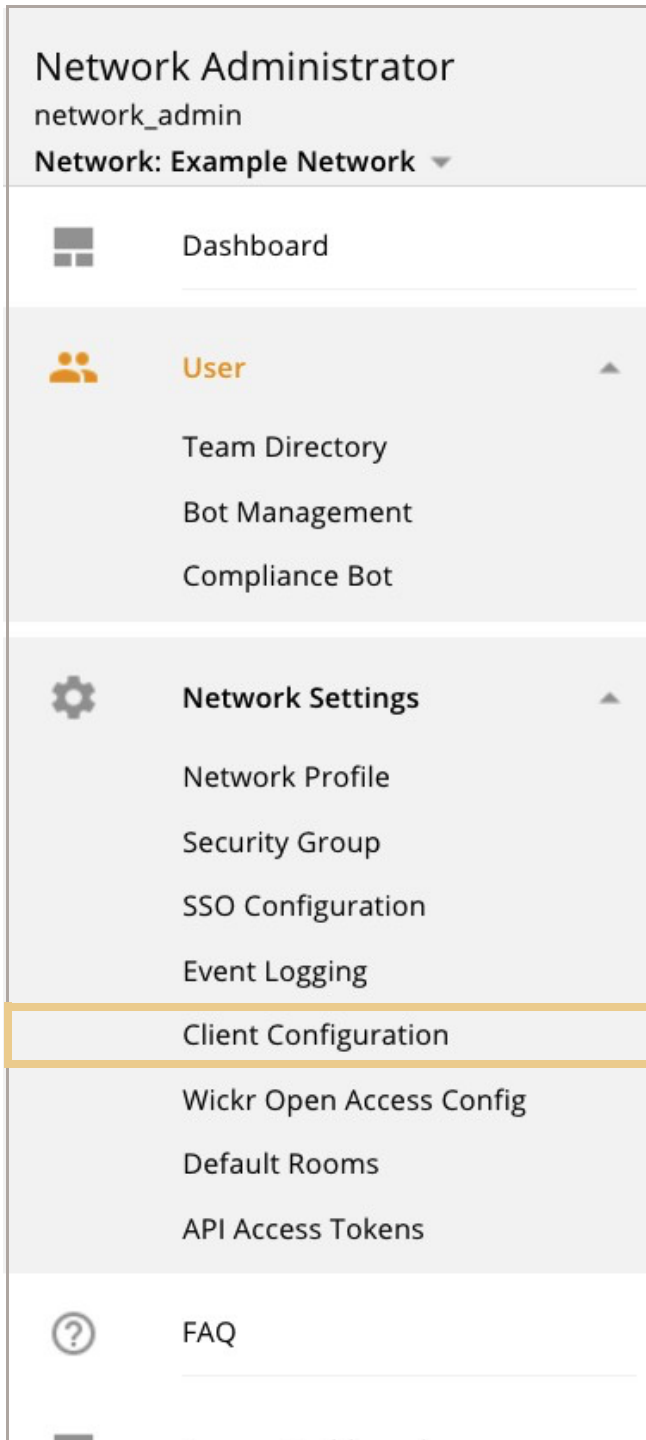 Network Administrator
network_admin
Network: Example Network
Dashboard
User
Team Directory
Bot Management
Compliance Bot
Network Settings
Network Profile
Security Group
SSO Configuration
Event Logging
Client Configuration
Wickr Open Access Config
Default Rooms
API Access Tokens
FAQ